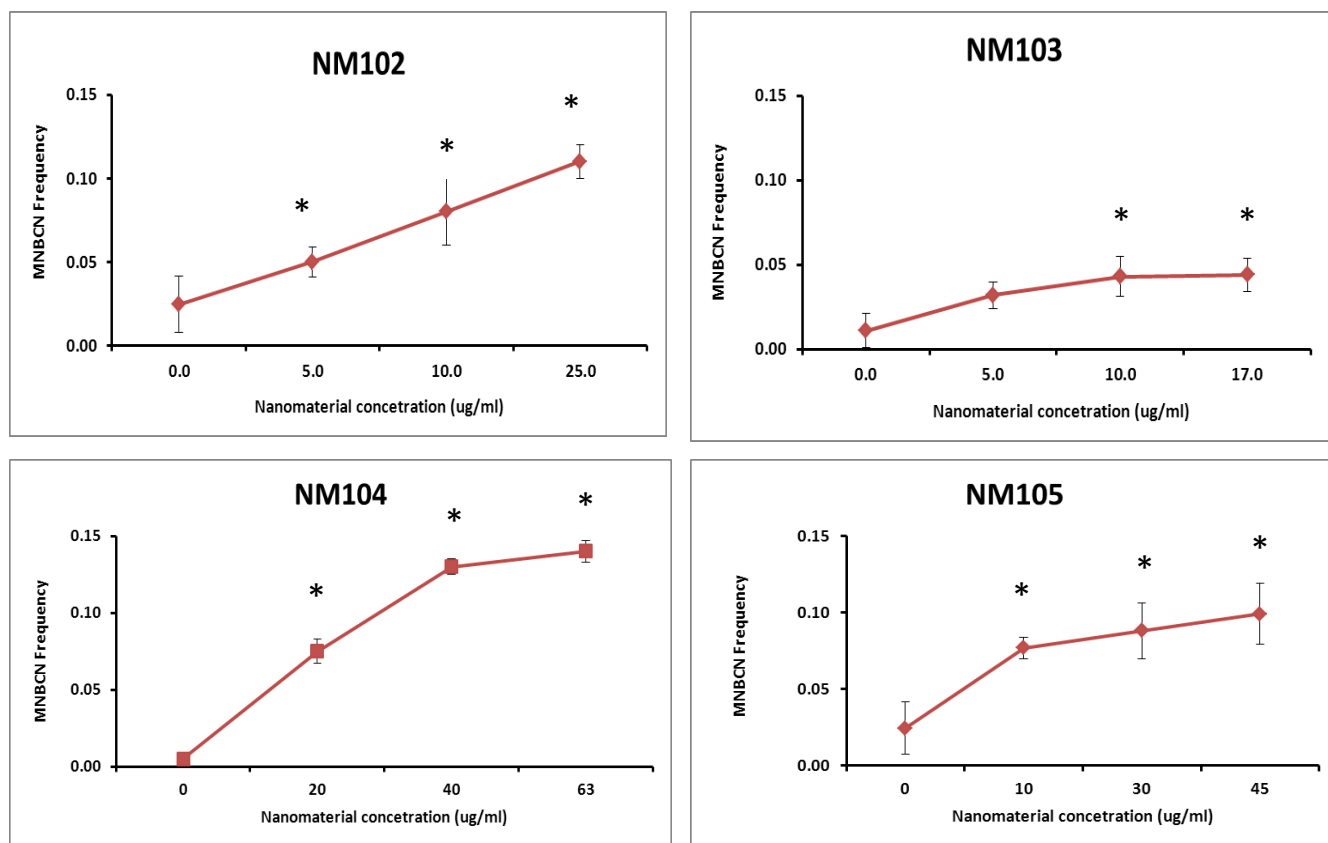 NM102
MNBCN Frequency
0.15
0.10
0.05
0.00
*
*
*
0.0 5.0 10.0 25.0
Nanomaterial concetration (ug/ml)
NM103
MNBCN Frequency
0.15
0.10
0.05
0.00
* *
0.0 5.0 10.0 17.0
Nanomaterial concetration (ug/ml)
NM104
MNBCN Frequency
0.15
0.10
0.05
0.00
*
*
*
0 20 40 63
Nanomaterial concetration (ug/ml)
NM105
MNBCN Frequency
0.15
0.10
0.05
0.00
*
*
*
0 10 30 45
Nanomaterial concetration (ug/ml)